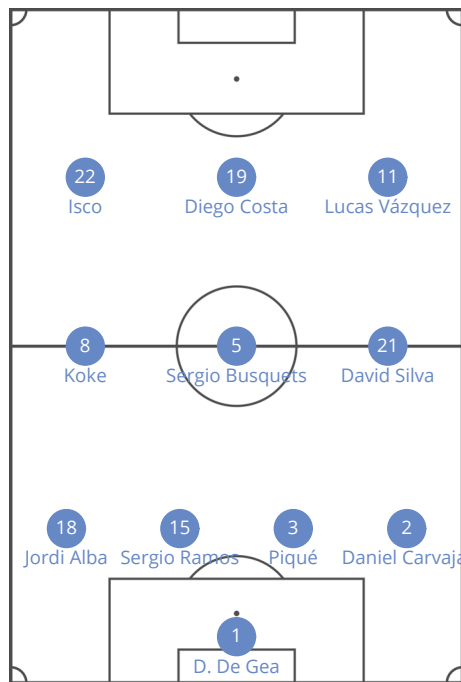 22 19 11
Isco Diego Costa Lucas Vázquez
8 5 21
Koke Sergio Busquets David Silva
18 15 3 2
Jordi Alba Sergio Ramos Piqué Daniel Carvaja
1
D. De Gea